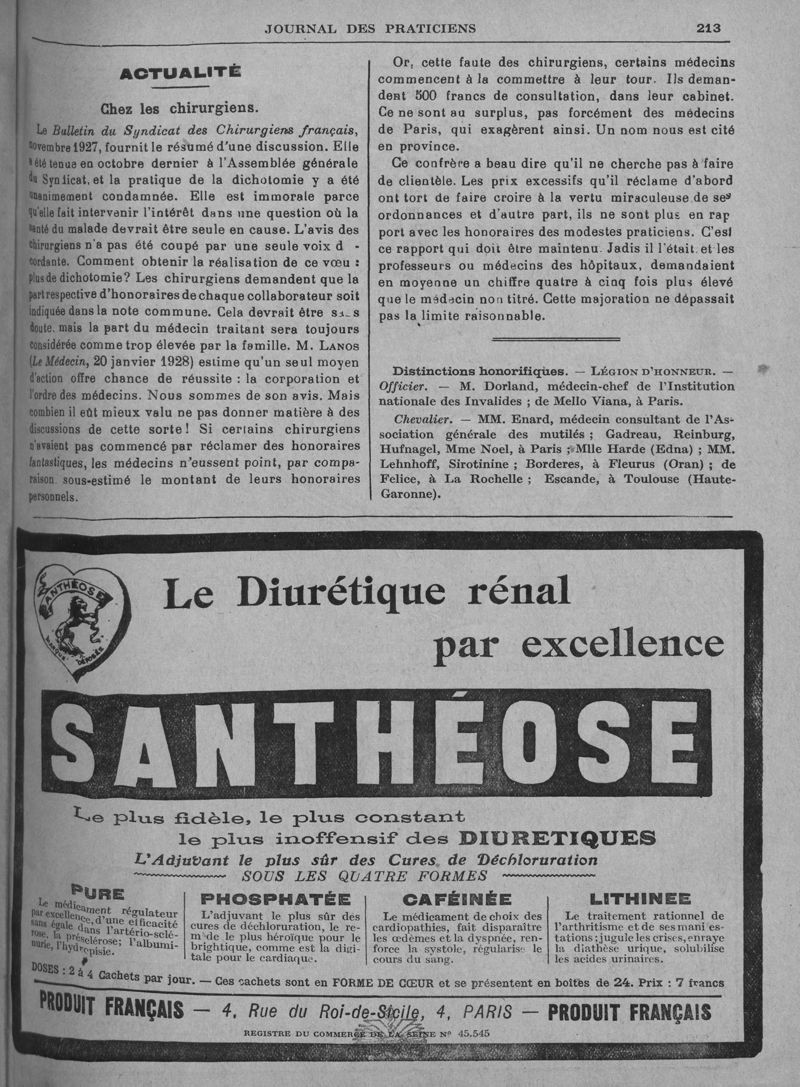 JOURNAL DES PRATICIENS 213
ACTUALITÉ
Chez les chirurgiens.
Le Bulletin du Syndicat des Chirurgiens français,
novembre 1927, fournit le résumé d'une discussion. Elle
a été tenue en octobre dernier à l'Assemblée générale
du Syndicat, et la pratique de la dichotomie y a été
unanimement condamnée. Elle est immorale parce
qu'elle fait intervenir l'intérêt dans une question où la
santé du malade devrait être seule en cause. L'avis des
chirurgiens n'a pas été coupé par une seule voix d -
cordante. Comment obtenir la réalisation de ce vœu :
plus de dichotomie? Les chirurgiens demandent que la
part respective d'honoraires de chaque collaborateur soit
indiquée dans la note commune. Cela devrait être s s
doute, mais la part du médecin traitant sera toujours
considérée comme trop élevée par la famille. M. LANOS
(Le Médecin, 20 janvier 1928) estime qu'un seul moyen
d'action offre chance de réussite : la corporation et
l'ordre des médecins. Nous sommes de son avis. Mais
combien il eût mieux valu ne pas donner matière à des
discussions de cette sorte! Si certains chirurgiens
n'avaient pas commencé par réclamer des honoraires
fantastiques, les médecins n'eussent point, par compa-
raison sous-estimé le montant de leurs honoraires
personnels.
Or, cette faute des chirurgiens, certains médecins
commencent à la commettre à leur tour. Ils deman-
dent 500 francs de consultation, dans leur cabinet.
Ce ne sont au surplus, pas forcément des médecins
de Paris, qui exagèrent ainsi. Un nom nous est cité
en province.
Ce confrère a beau dire qu'il ne cherche pas à faire
de clientèle. Les prix excessifs qu'il réclame d'abord
ont tort de faire croire à la vertu miraculeuse de ses
ordonnances et d'autre part, ils ne sont plus en rap
port avec les honoraires des modestes praticiens. C'est
ce rapport qui doit être maintenu. Jadis il l'était et les
professeurs ou médecins des hôpitaux, demandaient
en moyenne un chiffre quatre à cinq fois plus élevé
que le médecin non titré. Cette majoration ne dépassait
pas la limite raisonnable.
Distinctions honorifiques. — LÉGION D'HONNEUR. —
Officier. — M. Dorland, médecin-chef de l'Institution
nationale des Invalides ; de Mello Viana, à Paris.
Chevalier. — MM. Enard, médecin consultant de l'As-
sociation générale des mutilés ; Gadreau, Reinburg,
Hufnagel, Mme Noel, à Paris ; Mlle Harde (Edna) ; MM.
Lehnhoff, Sirotinine ; Borderes, à Fleurus (Oran) ; de
Felice, à La Rochelle ; Escande, à Toulouse (Haute-
Garonne).
SANTHÉOSE
MARQUE DÉPOSÉE
Le Diurétique rénal
par excellence
SANTHÉOSE
Le plus fidèle, le plus constant
le plus inoffensif des DIURETIQUES
L'Adjuvant le plus sûr des Cures de Déchloruration
SOUS LES QUATRE FORMES
PURE
Le médicament régulateur
par excellence, d'une efficacité
sans égale dans l'artério-sclé-
rose, la présclérose; l'albumi-
nurie, l'hydropisie.
PHOSPHATÉE
L'adjuvant le plus sûr des
cures de déchloruration, le re-
mède le plus héroïque pour le
brightique, comme est la digi-
tale pour le cardiaque.
CAFÉINÉE
Le médicament de choix des
cardiopathies, fait disparaître
les œdèmes et la dyspnée, ren-
force la systole, régularise le
cours du sang.
LITHINEE
Le traitement rationnel de
l'arthritisme et de ses mani es-
tations ; jugule les crises, enraye
la diathèse urique, solubilise
les acides urinaires.
DOSES : 2 à 4 Cachets par jour. — Ces cachets sont en FORME DE CŒUR et se présentent en boîtes de 24. Prix : 7 francs
PRODUIT FRANÇAIS — 4, Rue du Roi-de-Sicile, 4, PARIS — PRODUIT FRANÇAIS
REGISTRE DU COMMERCE DE LA SEINE Nº 45.545